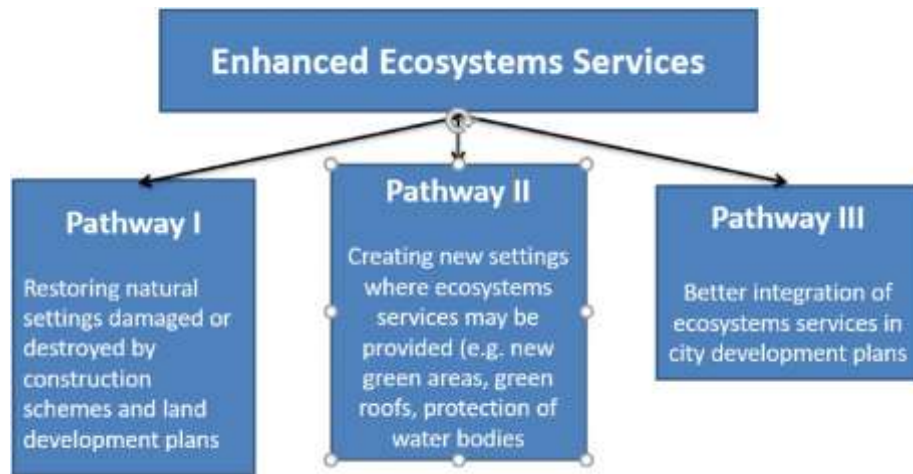 Enhanced Ecosystems Services
Pathway I
Restoring natural
settings damaged or
destroyed by
construction
schemes and land
development plans
Pathway II
Creating new settings
where ecosystems
services may be
provided (e.g. new
green areas, green
roofs, protection of
water bodies
Pathway III
Better integration of
ecosystems services in
city development plans